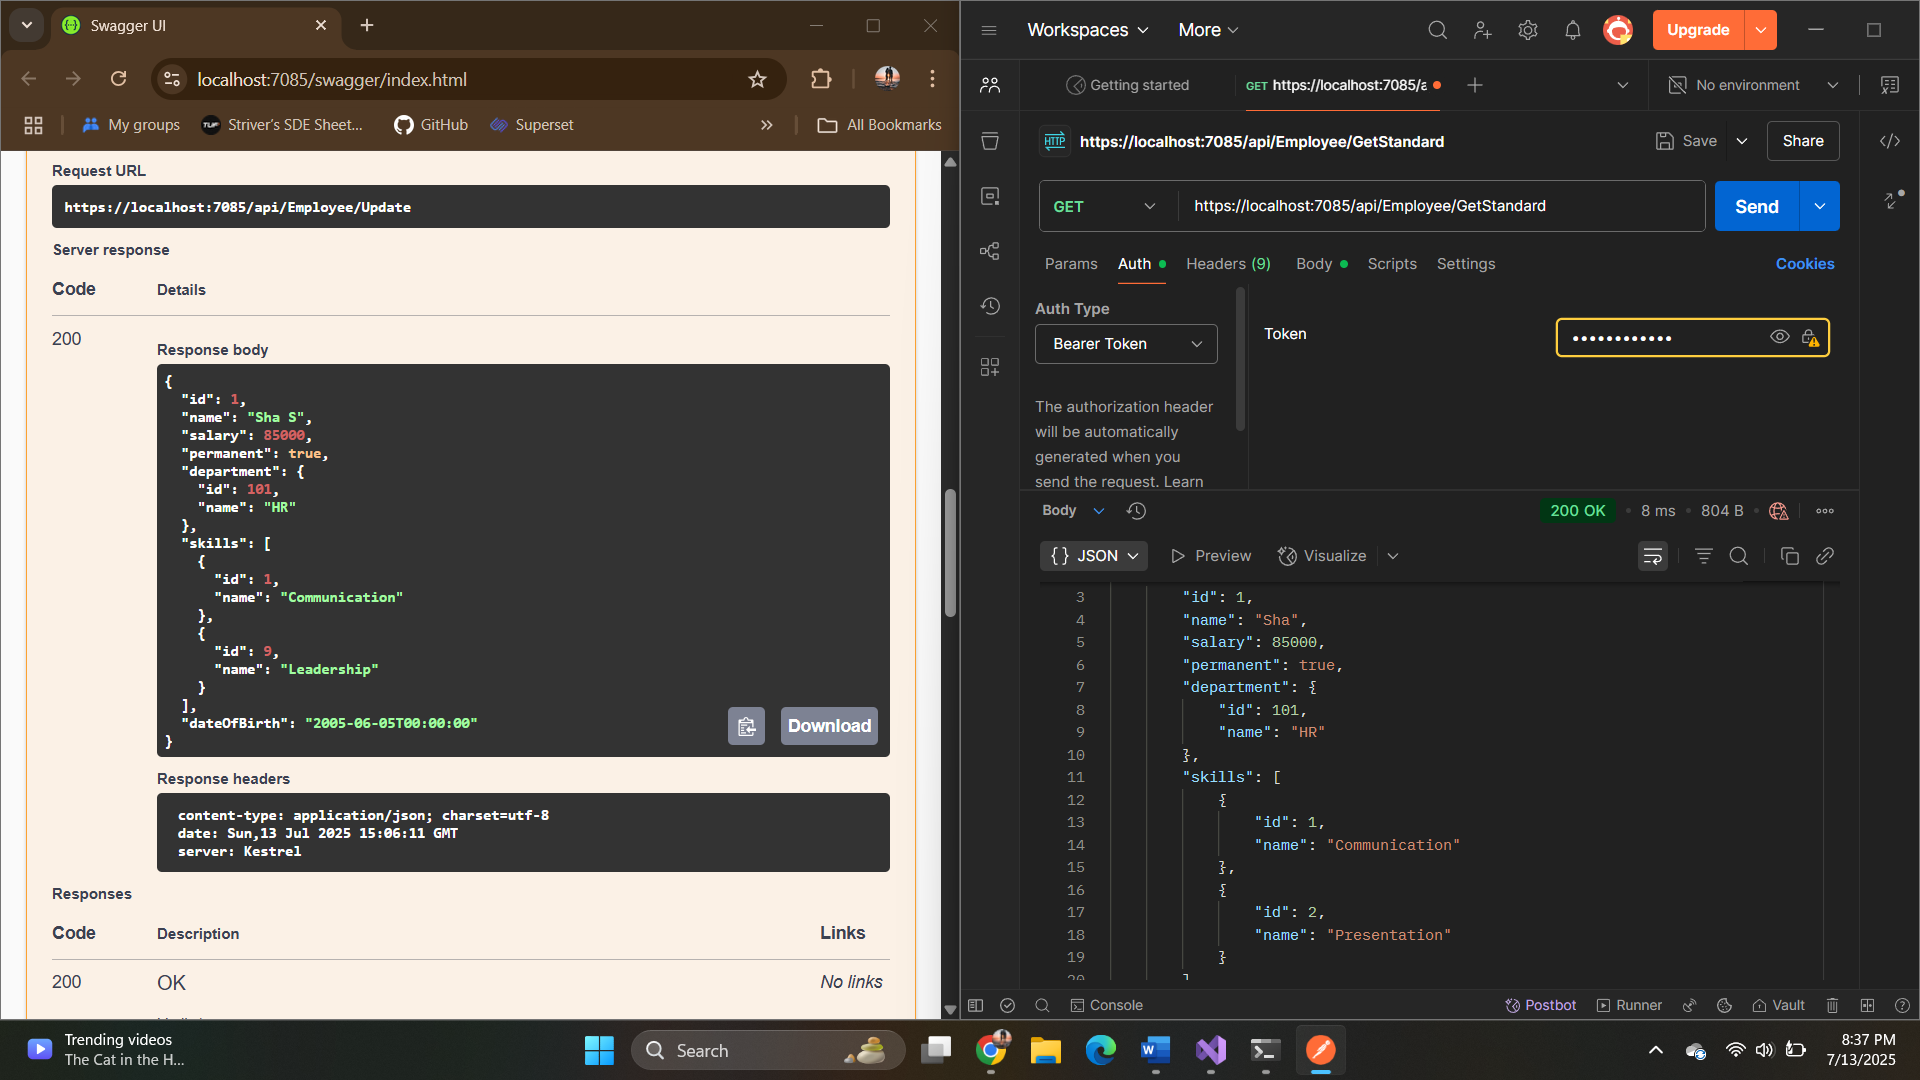 Swagger UI
localhost:7085/swagger/index.html
My groups
Striver's SDE Sheet...
GitHub
Superset
All Bookmarks
Request URL
https://localhost:7085/api/Employee/Update
Server response
Code Details
200
Response body
{
"id": 1,
"name": "Sha S",
"salary": 85000,
"permanent": true,
"department": {
"id": 101,
"name": "HR"
},
"skills": [
{
"id": 1,
"name": "Communication"
},
{
"id": 9,
"name": "Leadership"
}
],
"dateOfBirth": "2005-06-05T00:00:00"
}
Download
Response headers
content-type: application/json; charset=utf-8
date: Sun,13 Jul 2025 15:06:11 GMT
server: Kestrel
Responses
Code Description Links
200 OK No links
Workspaces More Upgrade
Getting started
GET https://localhost:7085/a
No environment
HTTP https://localhost:7085/api/Employee/GetStandard
Save
Share
GET https://localhost:7085/api/Employee/GetStandard
Send
Params Auth Headers (9) Body Scripts Settings Cookies
Auth Type
Bearer Token
Token
The authorization header
will be automatically
generated when you
send the request. Learn
Body 200 OK 8 ms 804 B
{} JSON Preview Visualize
3 "id": 1,
4 "name": "Sha",
5 "salary": 85000,
6 "permanent": true,
7 "department": {
8 "id": 101,
9 "name": "HR"
10 },
11 "skills": [
12 {
13 "id": 1,
14 "name": "Communication"
15 },
16 {
17 "id": 2,
18 "name": "Presentation"
19 }
20 ]
Console Postbot Runner Vault
Trending videos
The Cat in the H...
Search
8:37 PM
7/13/2025